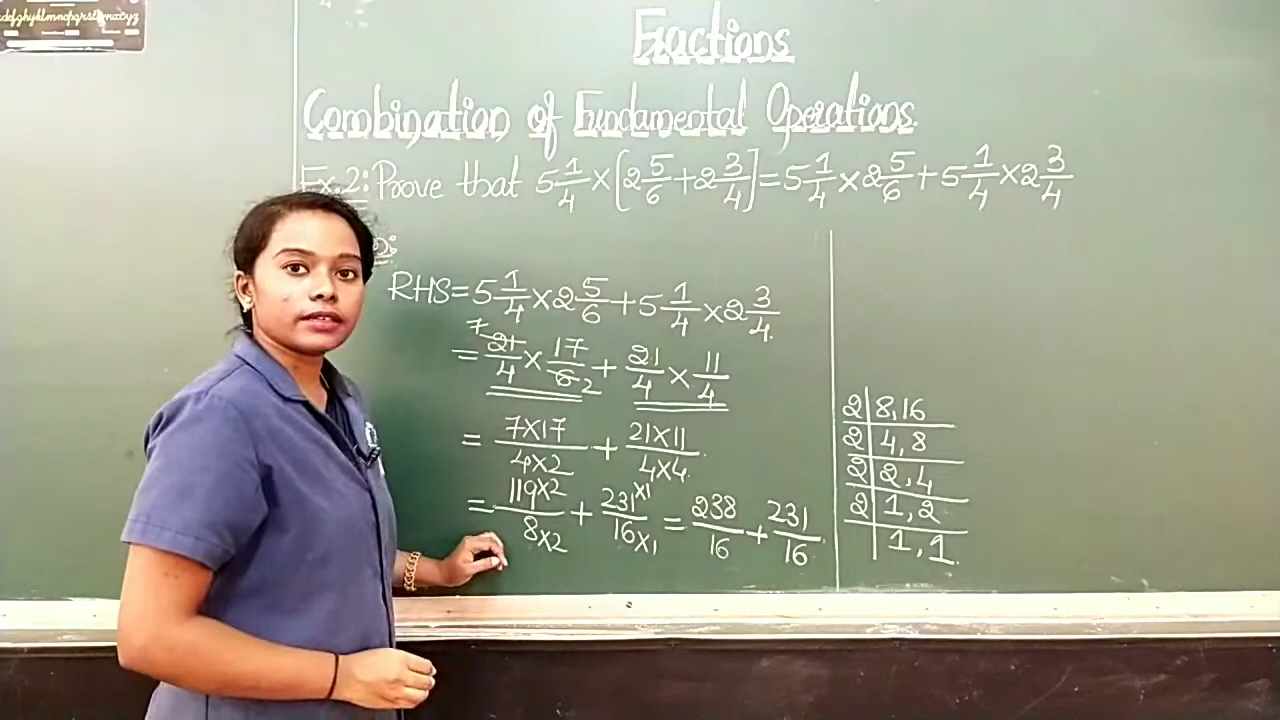 Fractions
Combination of Fundamental Operations.
Ex.2: Prove that 5 1/4 × [2 5/6 + 2 3/4] = 5 1/4 × 2 5/6 + 5 1/4 × 2 3/4
RHS = 5 1/4 × 2 5/6 + 5 1/4 × 2 3/4.
= 7 21/4 × 17/6 2 + 21/4 × 11/4
= 7×17/4×2 + 21×11/4×4.
= 119×2/8×2 + 231×1/16×1 = 238/16 + 231/16.
2 | 8, 16
2 | 4, 8
2 | 2, 4
2 | 1, 2
1, 1